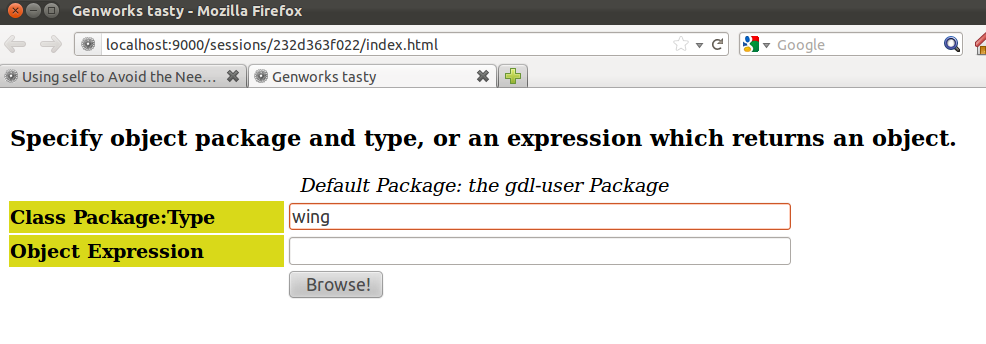 Genworks tasty - Mozilla Firefox
localhost:9000/sessions/232d363f022/index.html
Google
Using self to Avoid the Nee...
Genworks tasty
Specify object package and type, or an expression which returns an object.
Default Package: the gdl-user Package
Class Package:Type
wing
Object Expression
Browse!